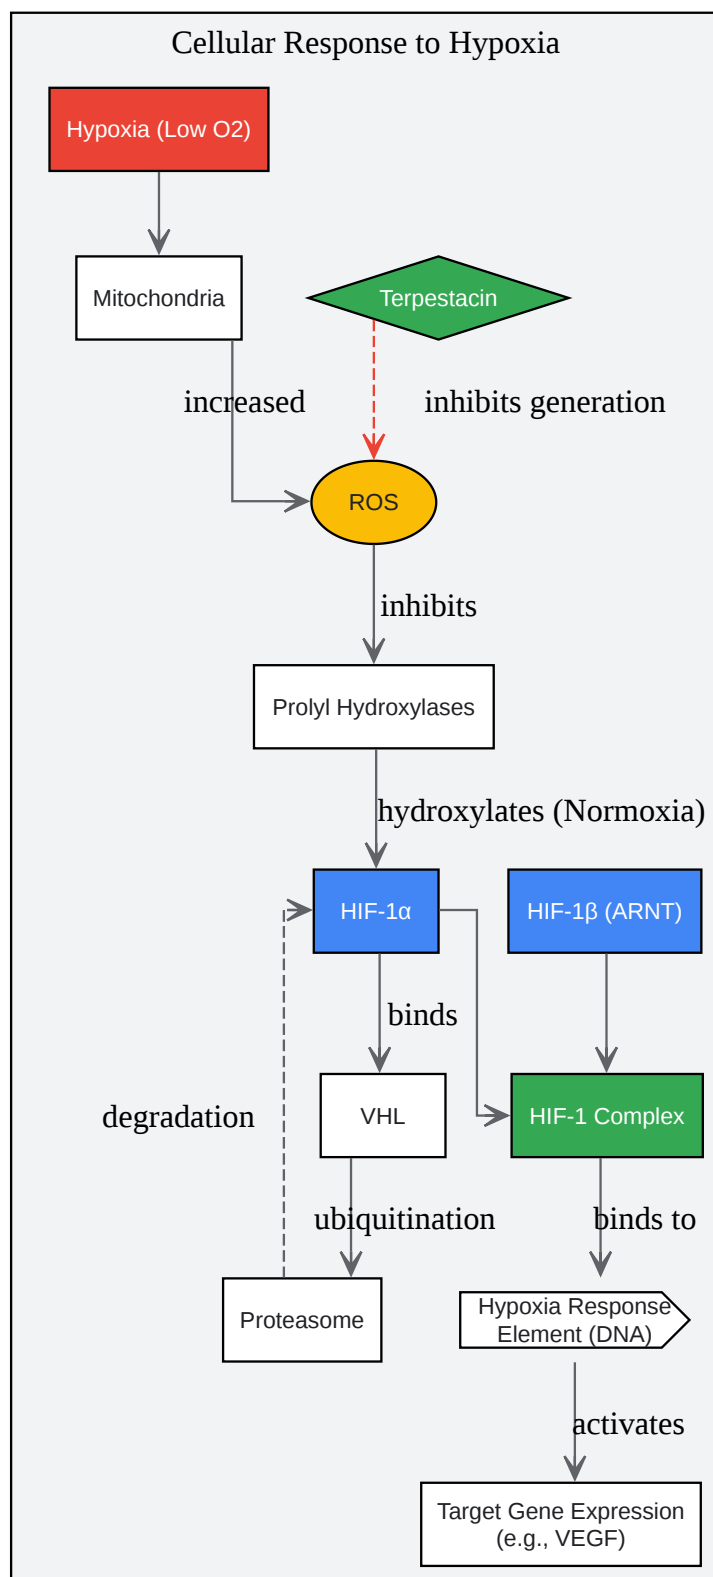 Cellular Response to Hypoxia
Hypoxia (Low O2)
Mitochondria
Terpestacin
increased
inhibits generation
ROS
inhibits
Prolyl Hydroxylases
hydroxylates (Normoxia)
HIF-1α
HIF-1β (ARNT)
binds
degradation
VHL
HIF-1 Complex
ubiquitination
binds to
Proteasome
Hypoxia Response
Element (DNA)
activates
Target Gene Expression
(e.g., VEGF)